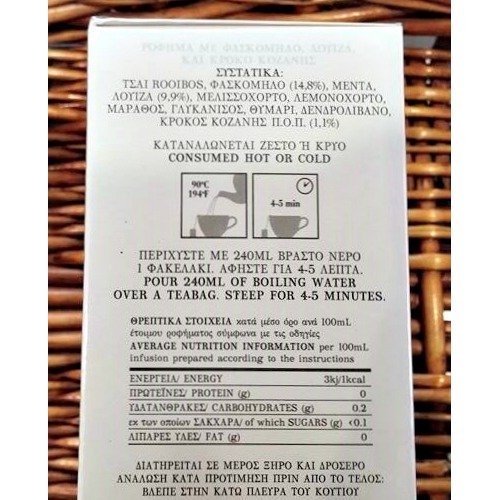 ΡΟΦΗΜΑ ΜΕ ΦΑΣΚΟΜΗΛΟ, ΛΟΥΙΖΑ,
ΚΑΙ ΚΡΟΚΟ ΚΟΖΑΝΗΣ
ΣΥΣΤΑΤΙΚΑ:
ΤΣΑΙ ROOIBOS, ΦΑΣΚΟΜΗΛΟ (14,8%), ΜΕΝΤΑ,
ΛΟΥΙΖΑ (9,9%), ΜΕΛΙΣΣΟΧΟΡΤΟ, ΛΕΜΟΝΟΧΟΡΤΟ,
ΜΑΡΑΘΟΣ, ΓΛΥΚΑΝΙΣΟΣ, ΘΥΜΑΡΙ, ΔΕΝΔΡΟΛΙΒΑΝΟ,
ΚΡΟΚΟΣ ΚΟΖΑΝΗΣ Π.Ο.Π. (1,1%)
ΚΑΤΑΝΑΛΩΝΕΤΑΙ ΖΕΣΤΟ Ή ΚΡΥΟ
CONSUMED HOT OR COLD
90°C
194°F
4-5 min
ΠΕΡΙΧΥΣΤΕ ΜΕ 240ML ΒΡΑΣΤΟ ΝΕΡΟ
1 ΦΑΚΕΛΑΚΙ. ΑΦΗΣΤΕ ΓΙΑ 4-5 ΛΕΠΤΑ.
POUR 240ML OF BOILING WATER
OVER A TEABAG. STEEP FOR 4-5 MINUTES.
ΘΡΕΠΤΙΚΑ ΣΤΟΙΧΕΙΑ κατά μέσο όρο ανά 100mL
έτοιμου ροφήματος σύμφωνα με τις οδηγίες
AVERAGE NUTRITION INFORMATION per 100mL
infusion prepared according to the instructions
ΕΝΕΡΓΕΙΑ/ ENERGY 3kj/1kcal
ΠΡΩΤΕΪΝΕΣ/ PROTEIN (g) 0
ΥΔΑΤΑΝΘΡΑΚΕΣ/ CARBOHYDRATES (g) 0.2
εκ των οποίων ΣΑΚΧΑΡΑ/ of which SUGARS (g) <0.1
ΛΙΠΑΡΕΣ ΥΛΕΣ/ FAT (g) 0
ΔΙΑΤΗΡΕΙΤΑΙ ΣΕ ΜΕΡΟΣ ΞΗΡΟ ΚΑΙ ΔΡΟΣΕΡΟ
ΑΝΑΛΩΣΗ ΚΑΤΑ ΠΡΟΤΙΜΗΣΗ ΠΡΙΝ ΑΠΟ ΤΟ ΤΕΛΟΣ:
ΒΛΕΠΕ ΣΤΗΝ ΚΑΤΩ ΠΛΕΥΡΑ ΤΟΥ ΚΟΥΤΙΟΥ